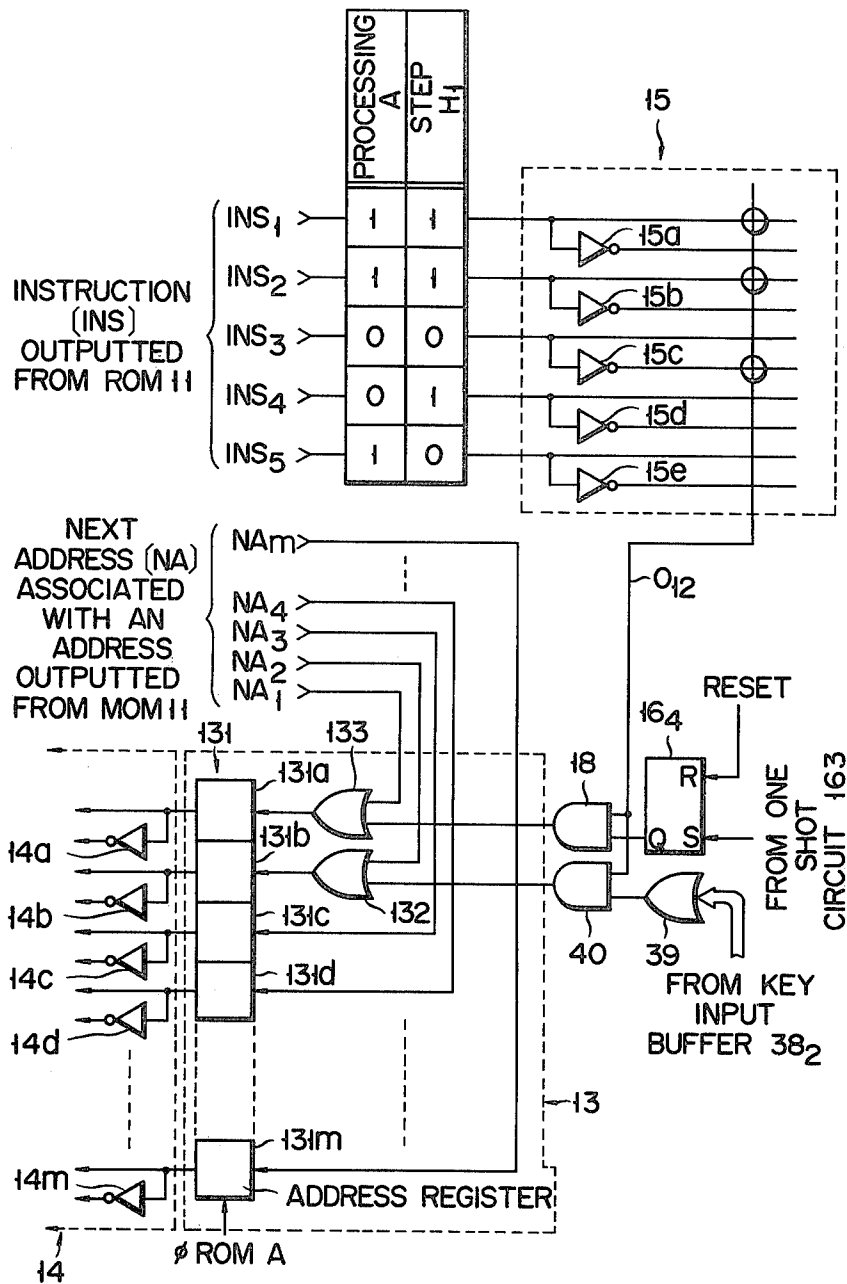 PROCESSING A
STEP H1
15
INS1 1 1
15a
INS2 1 1
15b
INSTRUCTION
(INS)
OUTPUTTED
FROM ROM 11
INS3 0 0
15c
INS4 0 1
15d
INS5 1 0
15e
NEXT
ADDRESS (NA)
ASSOCIATED
WITH AN
ADDRESS
OUTPUTTED
FROM MOM 11
NAm
NA4
NA3
NA2
NA1
O12
RESET
164
R
Q S
FROM ONE
SHOT
CIRCUIT 163
131
133
18
131a
14a
131b
14b
132
40
39
131c
14c
131d
14d
FROM KEY
INPUT
BUFFER 382
13
131m
14m
ADDRESS REGISTER
14
ø ROM A